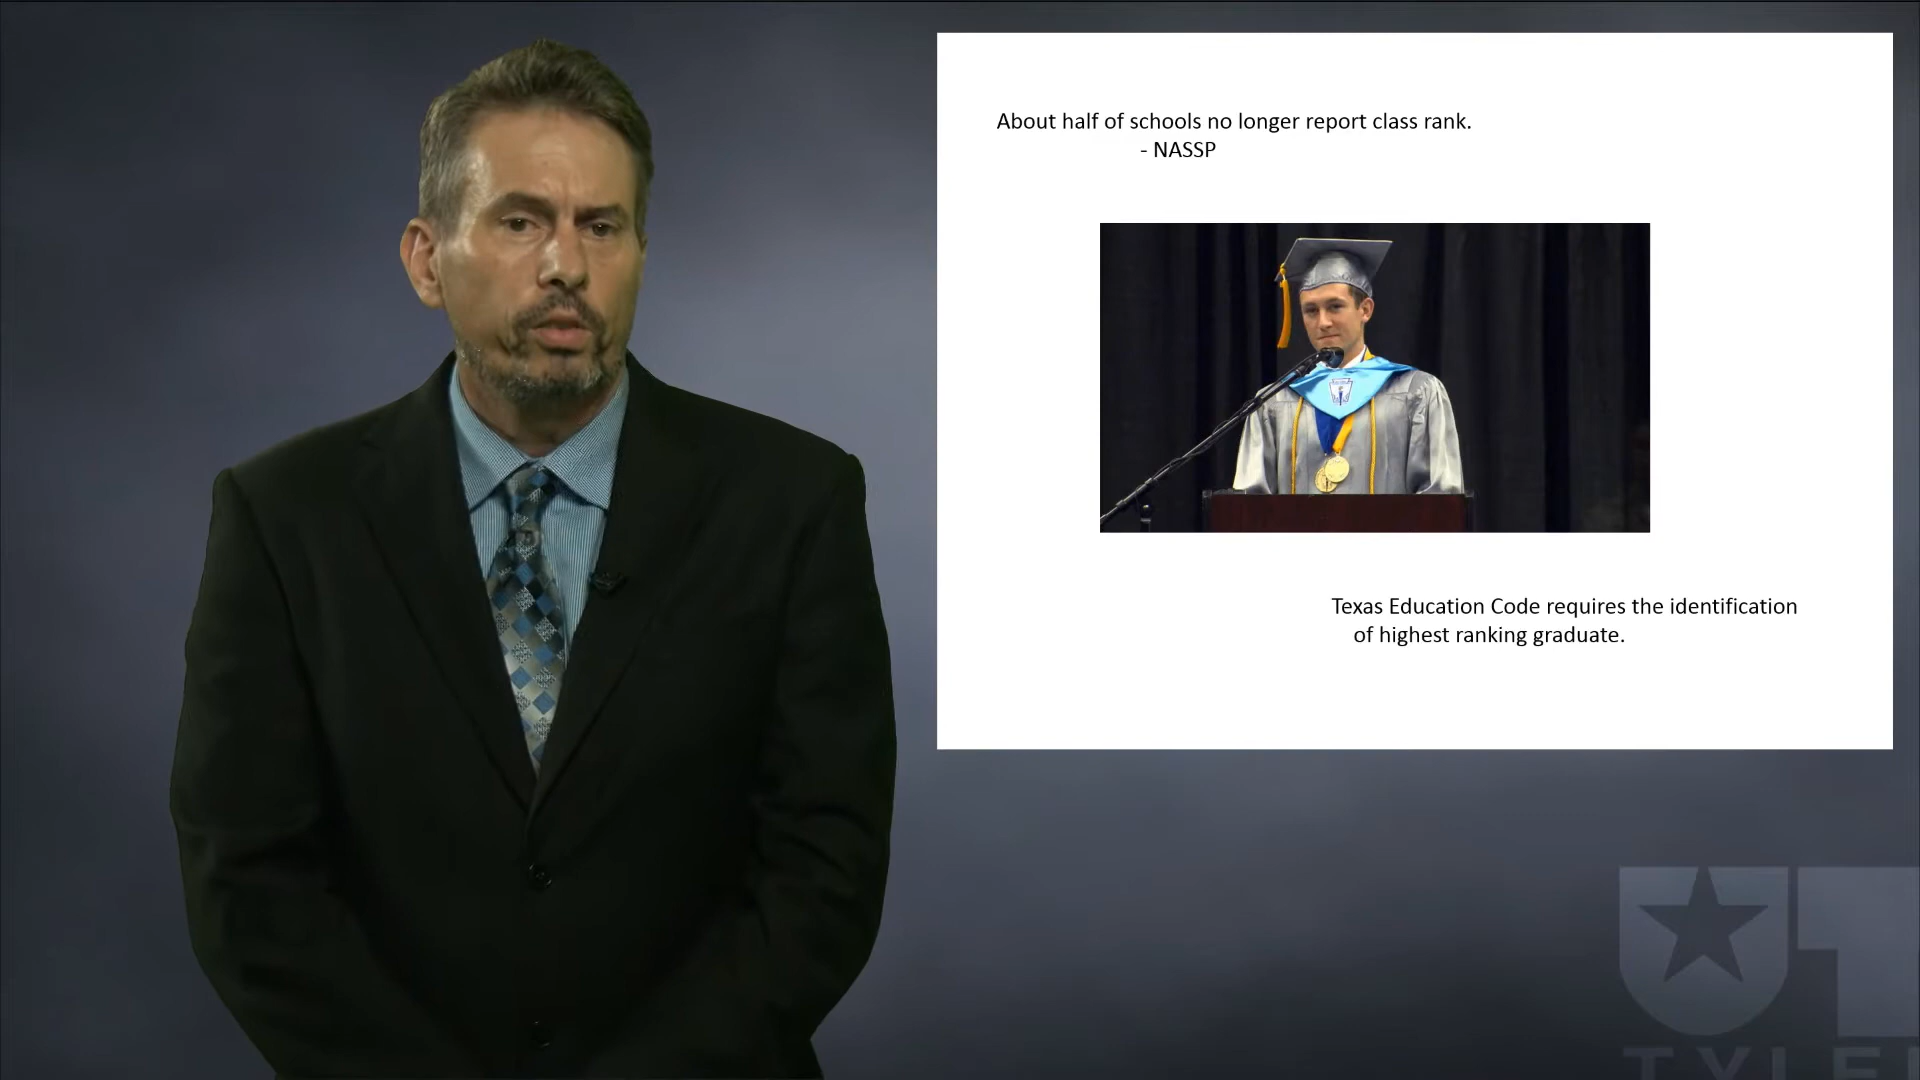 About half of schools no longer report class rank.
- NASSP
Texas Education Code requires the identification
of highest ranking graduate.